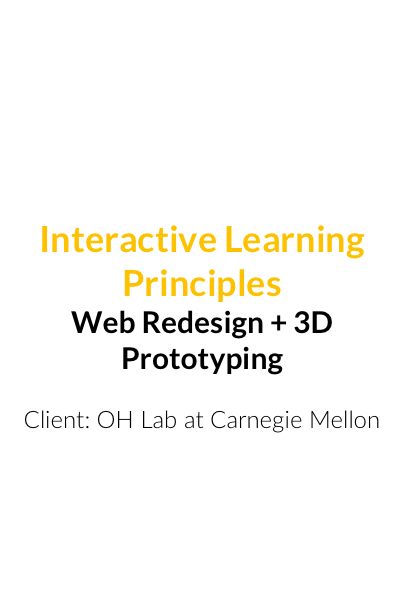 Interactive Learning
Principles
Web Redesign + 3D
Prototyping
Client: OH Lab at Carnegie Mellon